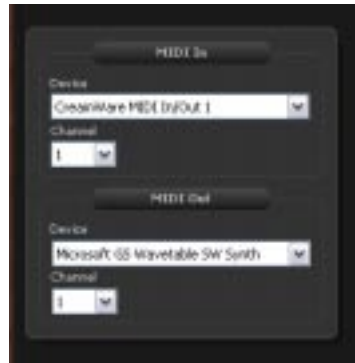 MIDI In
Device
CreamWare MIDI In/Out 1
Channel
1
MIDI Out
Device
Microsoft GS Wavetable SW Synth
Channel
1